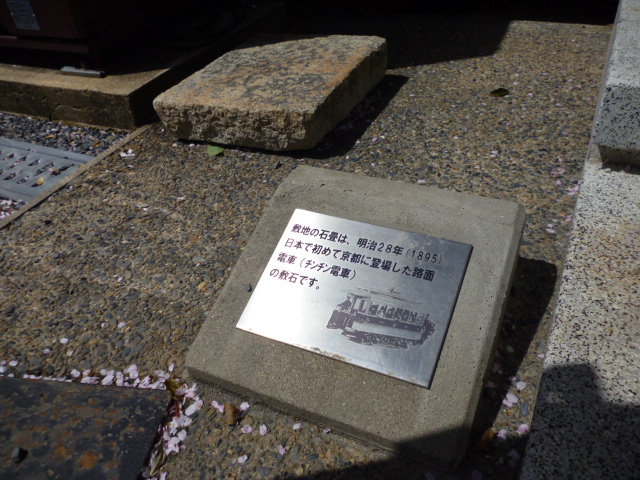 敷地の石畳は、明治28年(1895)
日本で初めて京都に登場した路面
電車(チンチン電車)
の敷石です。